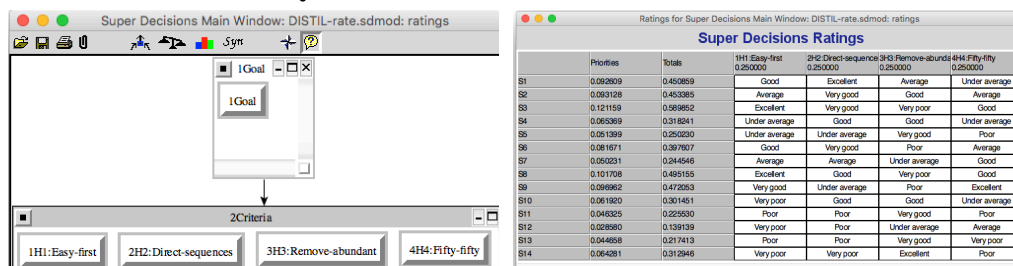 Super Decisions Main Window: DISTIL-rate.sdmod: ratings
Syn
1Goal
1Goal
2Criteria
1H1:Easy-first 2H2:Direct-sequences 3H3:Remove-abundant 4H4:Fifty-fifty
Ratings for Super Decisions Main Window: DISTIL-rate.sdmod: ratings
Super Decisions Ratings
Priorities Totals 1H1:Easy-first 2H2:Direct-sequence 3H3:Remove-abunda 4H4:Fifty-fifty
0.250000 0.250000 0.250000 0.250000
S1 0.092609 0.450859 Good Excellent Average Under average
S2 0.093128 0.453385 Average Very good Good Average
S3 0.121159 0.589852 Excellent Very good Very poor Good
S4 0.065369 0.318241 Under average Good Good Under average
S5 0.051399 0.250230 Under average Under average Very good Poor
S6 0.081671 0.397607 Good Very good Poor Average
S7 0.050231 0.244546 Average Average Under average Good
S8 0.101708 0.495155 Excellent Good Very poor Good
S9 0.096962 0.472053 Very good Under average Poor Excellent
S10 0.061920 0.301451 Very poor Good Good Under average
S11 0.046325 0.225530 Poor Poor Very good Poor
S12 0.028580 0.139139 Very poor Poor Under average Average
S13 0.044658 0.217413 Poor Poor Very good Very poor
S14 0.064281 0.312946 Very poor Very poor Excellent Poor